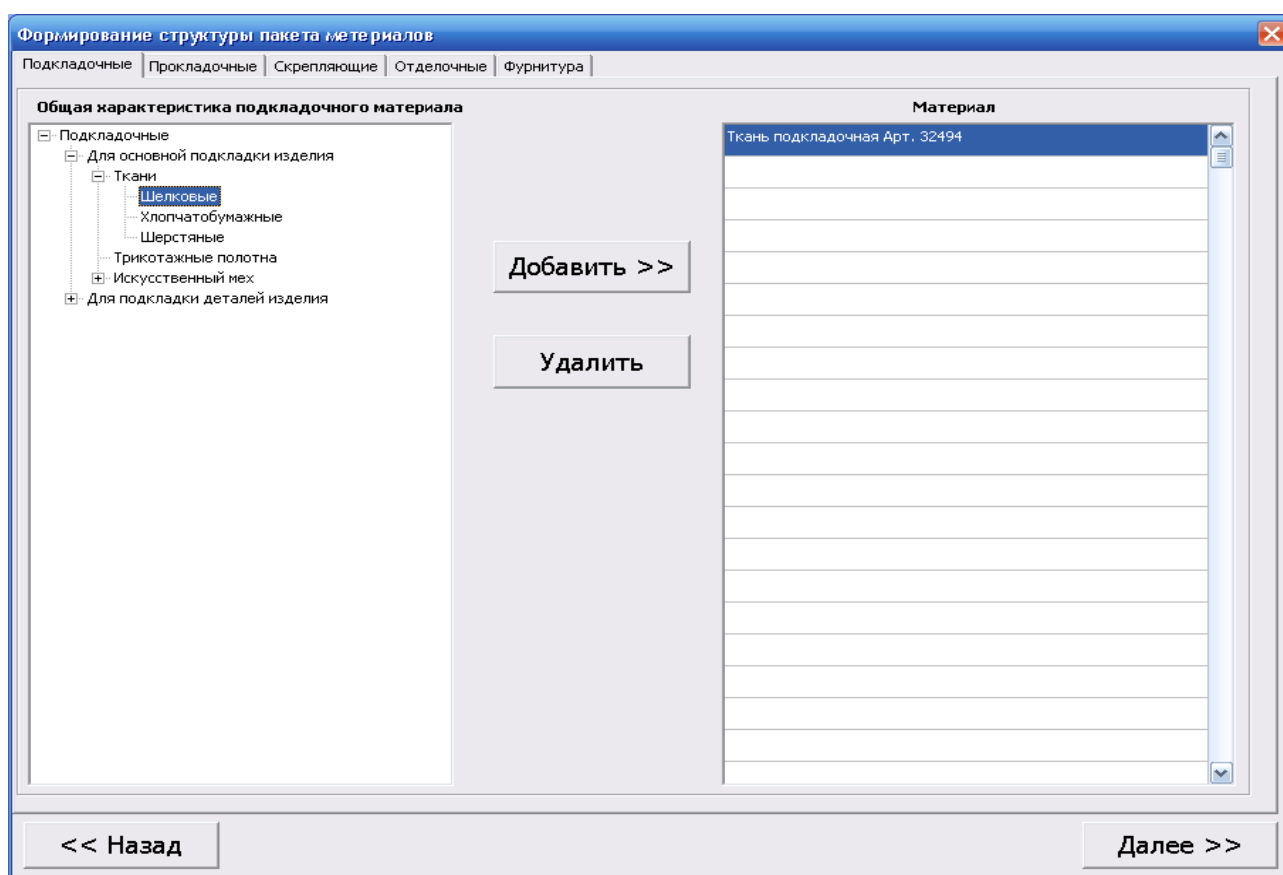 Формирование структуры пакета метериалов
Подкладочные Прокладочные Скрепляющие Отделочные Фурнитура
Общая характеристика подкладочного материала
Материал
Подкладочные
Для основной подкладки изделия
Ткани
Шелковые
Хлопчатобумажные
Шерстяные
Трикотажные полотна
Искусственный мех
Для подкладки деталей изделия
Добавить >>
Удалить
Ткань подкладочная Арт. 32494
<< Назад
Далее >>